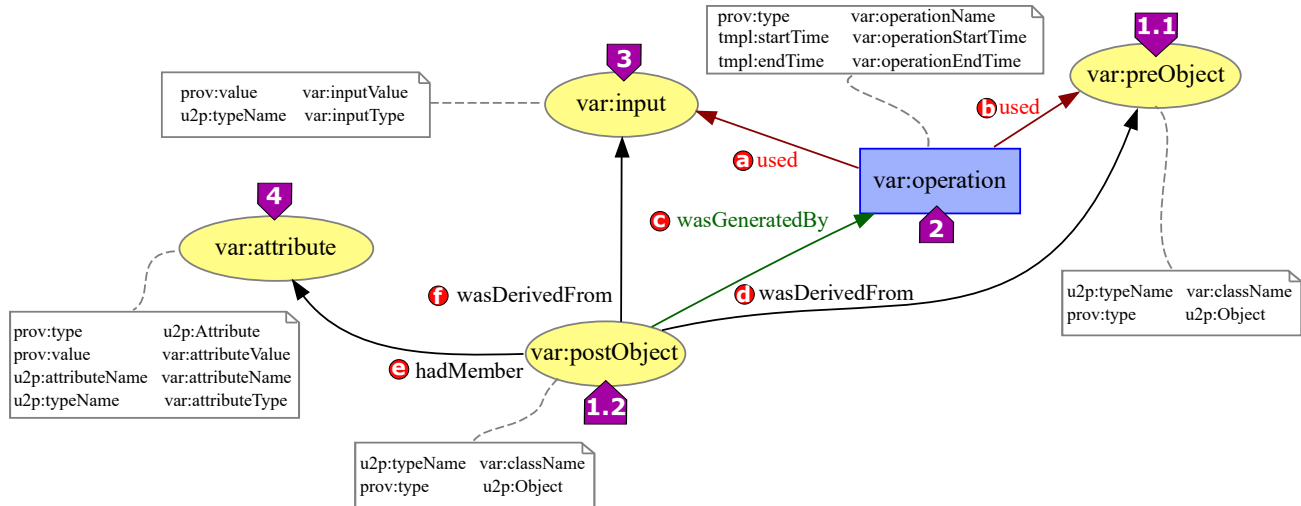 prov:type var:operationName
tmpl:startTime var:operationStartTime
tmpl:endTime var:operationEndTime
1.1
var:preObject
3
var:input
prov:value var:inputValue
u2p:typeName var:inputType
b used
a used
var:operation
2
c wasGeneratedBy
4
var:attribute
f wasDerivedFrom
d wasDerivedFrom
u2p:typeName var:className
prov:type u2p:Object
prov:type u2p:Attribute
prov:value var:attributeValue
u2p:attributeName var:attributeName
u2p:typeName var:attributeType
var:postObject
e hadMember
1.2
u2p:typeName var:className
prov:type u2p:Object